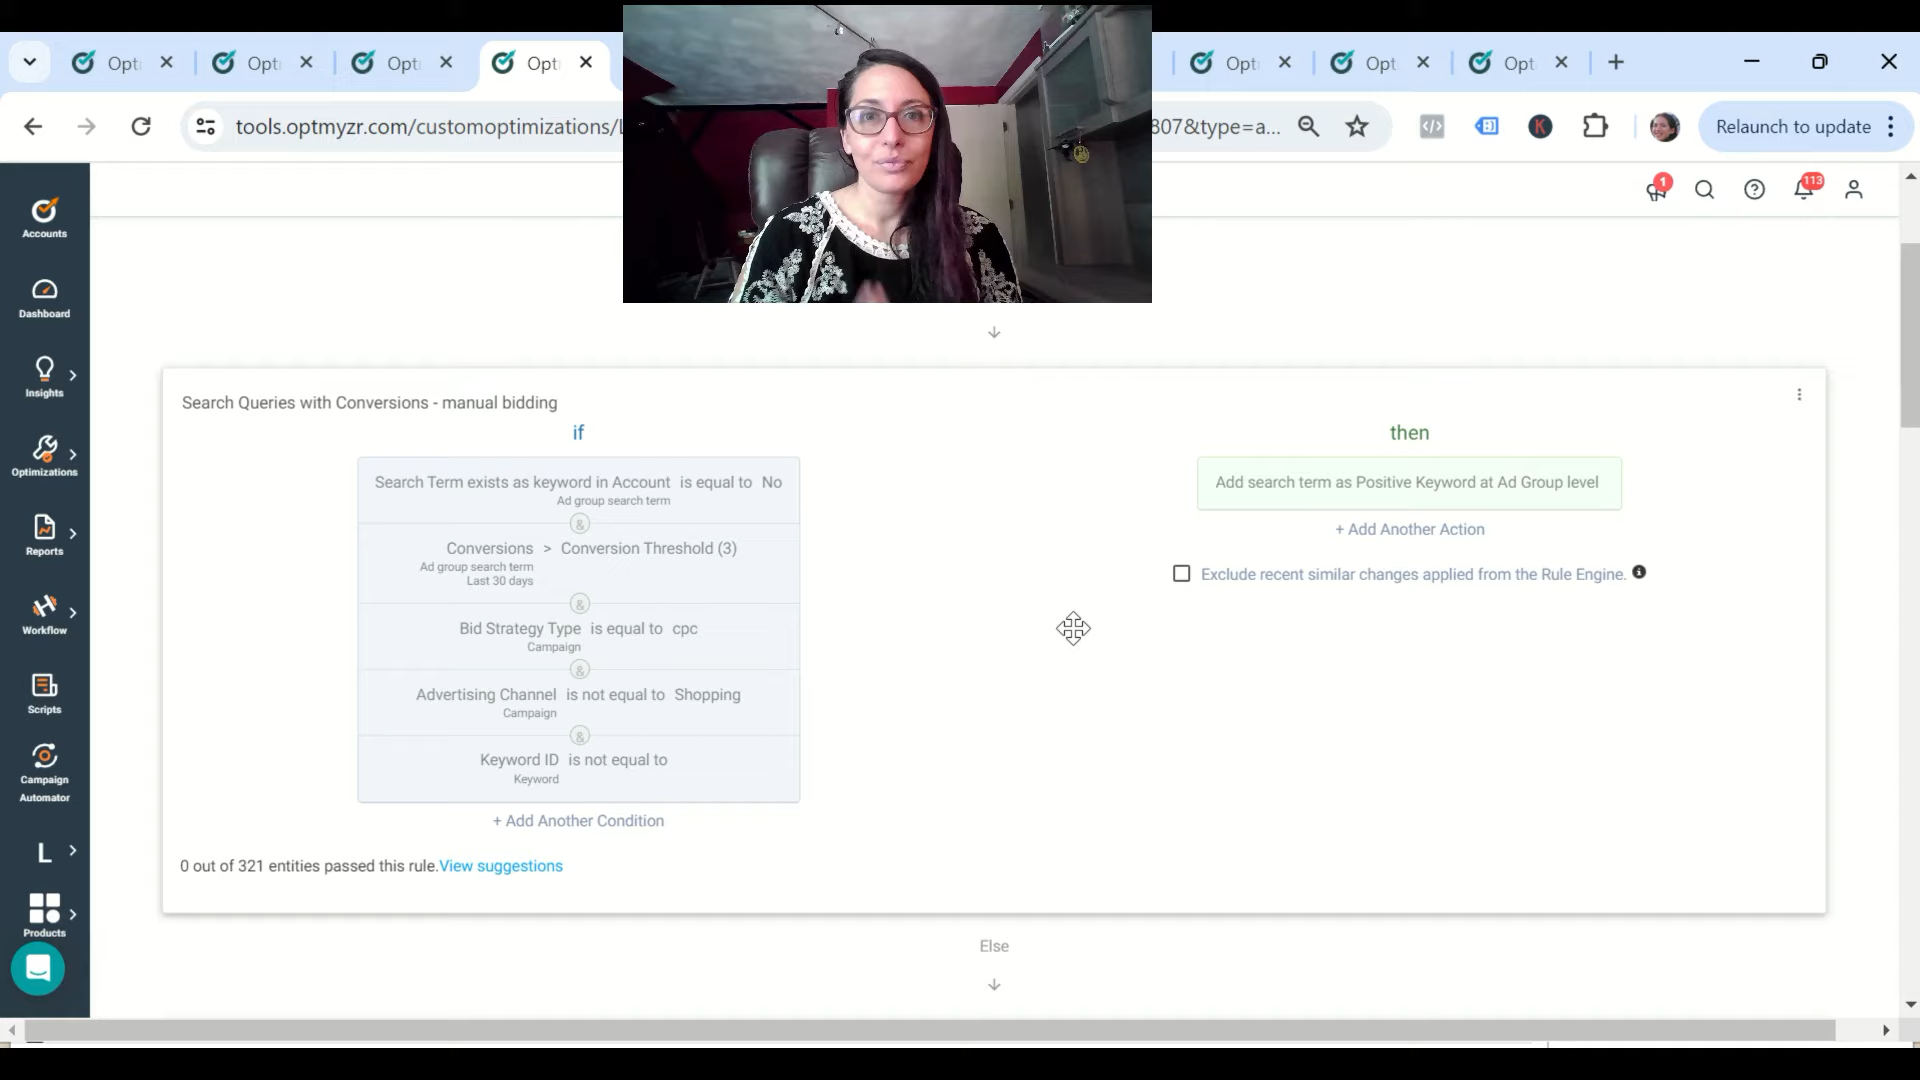 Opt
Opt
Opt
Opt
Opt
Opt
Opt
tools.optmyzr.com/customoptimizations/
807&type=a...
Relaunch to update
1
113
Accounts
Dashboard
Insights
Optimizations
Reports
Workflow
Scripts
Campaign
Automator
L
Products
Search Queries with Conversions - manual bidding
if
then
Search Term exists as keyword in Account is equal to No
Ad group search term
&
Conversions > Conversion Threshold (3)
Ad group search term
Last 30 days
&
Bid Strategy Type is equal to cpc
Campaign
&
Advertising Channel is not equal to Shopping
Campaign
&
Keyword ID is not equal to
Keyword
+ Add Another Condition
Add search term as Positive Keyword at Ad Group level
+ Add Another Action
Exclude recent similar changes applied from the Rule Engine.
0 out of 321 entities passed this rule.View suggestions
Else